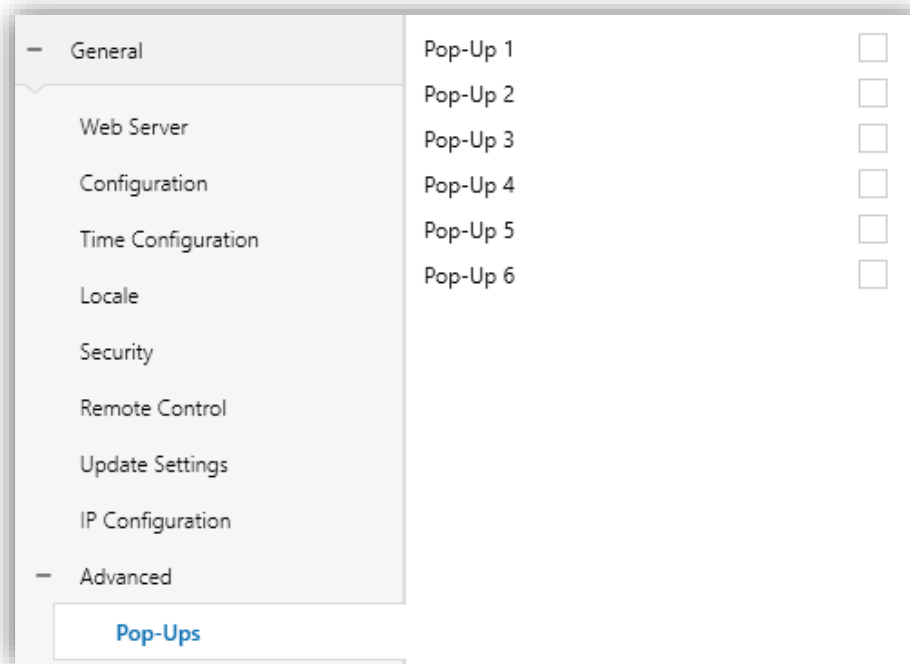 General
Web Server
Configuration
Time Configuration
Locale
Security
Remote Control
Update Settings
IP Configuration
Advanced
Pop-Ups
Pop-Up 1
Pop-Up 2
Pop-Up 3
Pop-Up 4
Pop-Up 5
Pop-Up 6